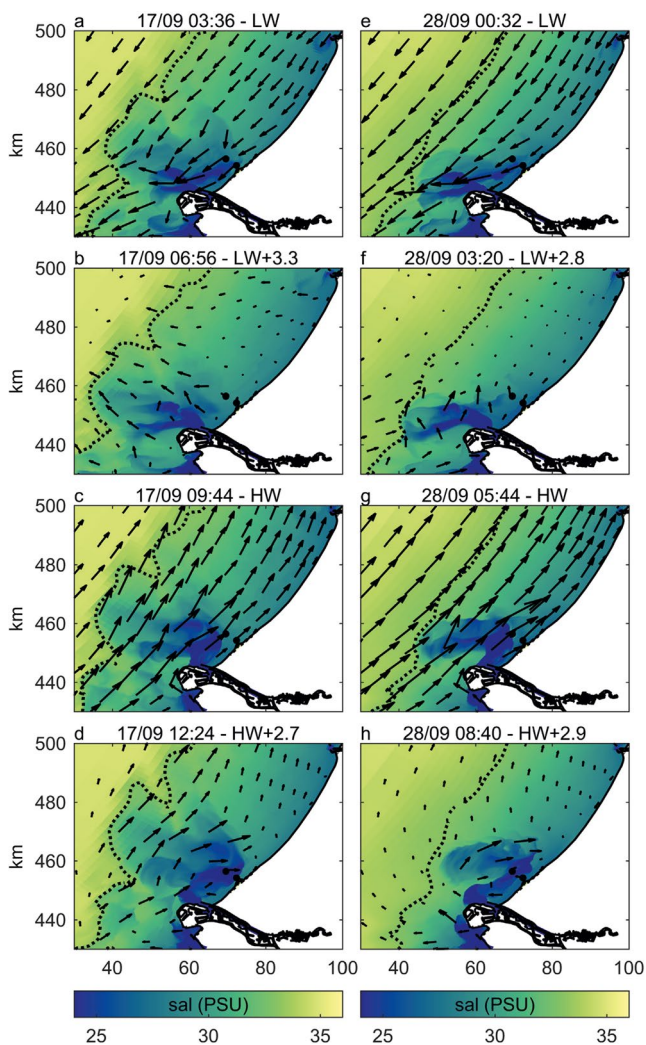 a 17/09 03:36 - LW
e 28/09 00:32 - LW
500
480
460
440
km
b 17/09 06:56 - LW+3.3
f 28/09 03:20 - LW+2.8
500
480
460
440
km
c 17/09 09:44 - HW
g 28/09 05:44 - HW
500
480
460
440
km
d 17/09 12:24 - HW+2.7
h 28/09 08:40 - HW+2.9
500
480
460
440
km
40 60 80 100
40 60 80 100
sal (PSU)
sal (PSU)
25 30 35
25 30 35